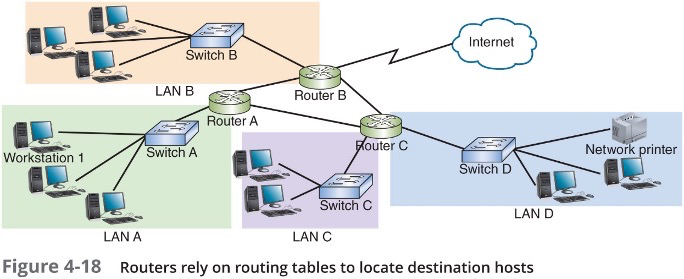 Internet
Switch B
LAN B
Router B
Router A
Router C
Workstation 1
Switch A
Network printer
Switch D
Switch C
LAN D
LAN A
LAN C
Figure 4-18 Routers rely on routing tables to locate destination hosts